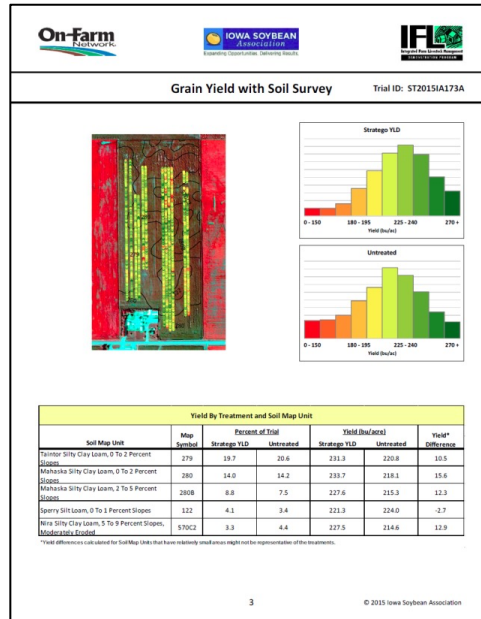 On-Farm
Network
IOWA SOYBEAN
Association
Expanding Opportunities. Delivering Results.
IFLM
Integrated Farm Livestock Management
DEMONSTRATION PROGRAM
Grain Yield with Soil Survey
Trial ID: ST2015IA173A
Stratego YLD
0 - 150 180 - 195 225 - 240 270 +
Yield (bu/ac)
Untreated
0 - 150 180 - 195 225 - 240 270 +
Yield (bu/ac)
Yield By Treatment and Soil Map Unit
Soil Map Unit Map Symbol Percent of Trial Yield (bu/acre) Yield* Difference
Stratego YLD Untreated Stratego YLD Untreated
Taintor Silty Clay Loam, 0 To 2 Percent Slopes 279 19.7 20.6 231.3 220.8 10.5
Mahaska Silty Clay Loam, 0 To 2 Percent Slopes 280 14.0 14.2 233.7 218.1 15.6
Mahaska Silty Clay Loam, 2 To 5 Percent Slopes 280B 8.8 7.5 227.6 215.3 12.3
Sperry Silt Loam, 0 To 1 Percent Slopes 122 4.1 3.4 221.3 224.0 -2.7
Nira Silty Clay Loam, 5 To 9 Percent Slopes, Moderately Eroded 570C2 3.3 4.4 227.5 214.6 12.9
*Yield differences calculated for Soil Map Units that have relatively small areas might not be representative of the treatments.
3
© 2015 Iowa Soybean Association